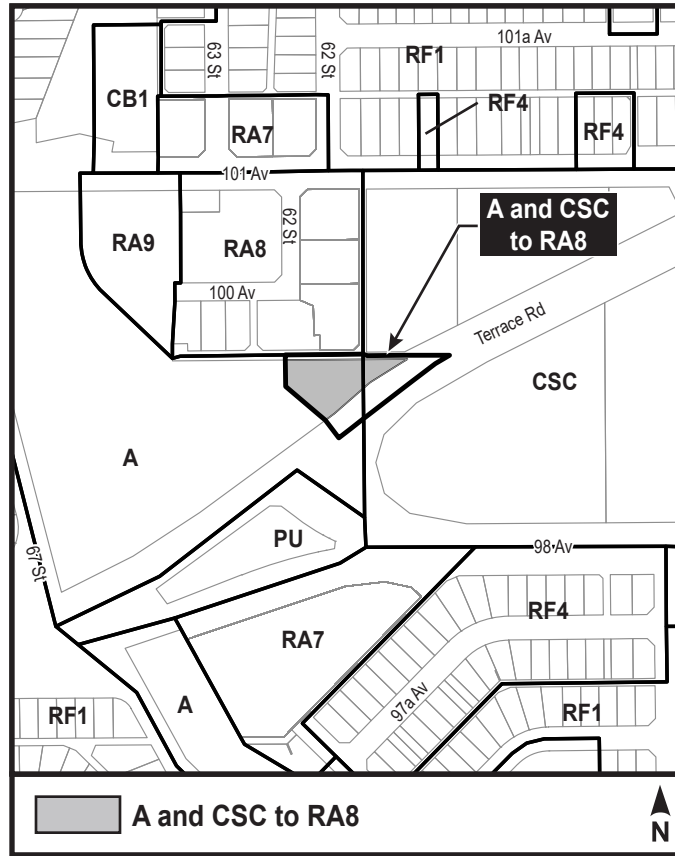 101a Av
63 St
62 St
RF1
CB1
RF4
RA7
RF4
101 Av
A and CSC
to RA8
62 St
RA9
RA8
100 Av
Terrace Rd
CSC
A
PU
98 Av
67 St
RF4
RA7
A
97a Av
RF1
RF1
A and CSC to RA8
N